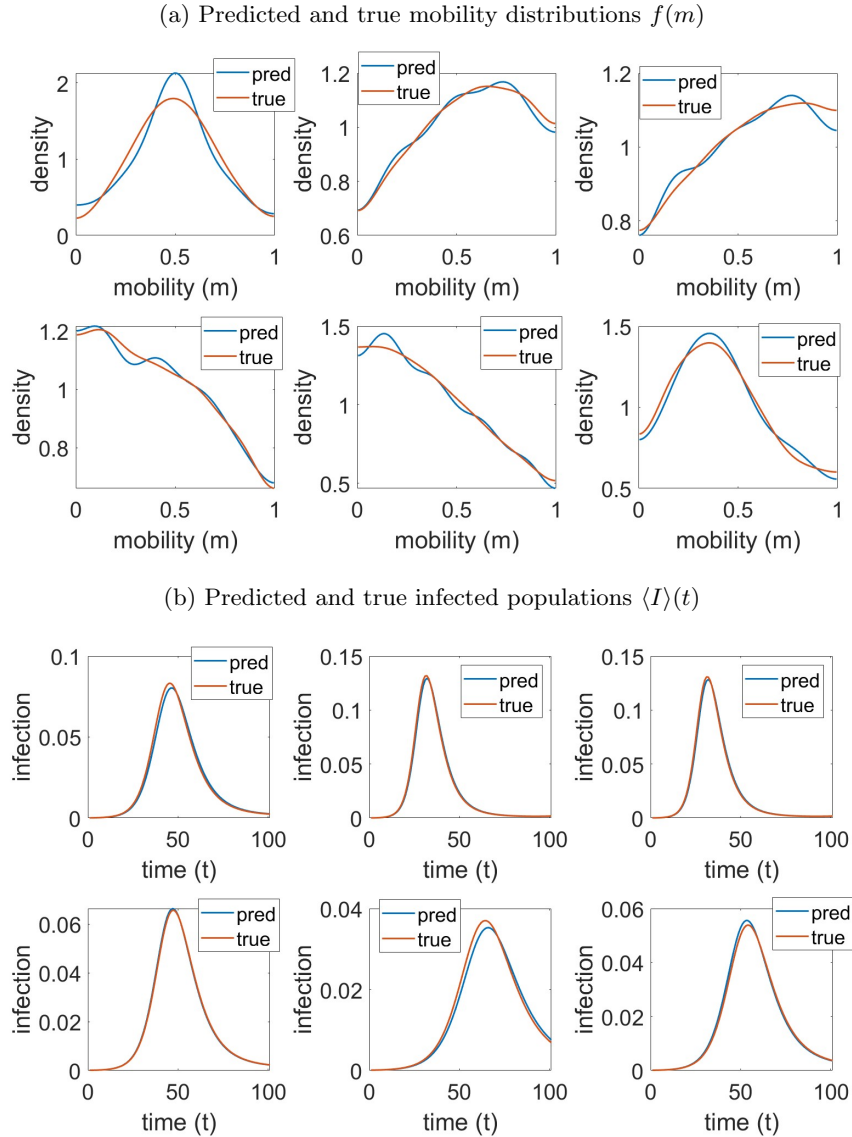 (a) Predicted and true mobility distributions f(m)
pred
true
2
1
0
density
0 0.5 1
mobility (m)
pred
true
1.2
1
0.8
0.6
density
0 0.5 1
mobility (m)
pred
true
1.2
1
0.8
density
0 0.5 1
mobility (m)
pred
true
1.2
1
0.8
density
0 0.5 1
mobility (m)
pred
true
1.5
1
0.5
density
0 0.5 1
mobility (m)
pred
true
1.5
1
0.5
density
0 0.5 1
mobility (m)
(b) Predicted and true infected populations ⟨I⟩(t)
pred
true
0.1
0.05
0
infection
0 50 100
time (t)
pred
true
0.15
0.1
0.05
0
infection
0 50 100
time (t)
pred
true
0.15
0.1
0.05
0
infection
0 50 100
time (t)
pred
true
0.06
0.04
0.02
0
infection
0 50 100
time (t)
pred
true
0.04
0.02
0
infection
0 50 100
time (t)
pred
true
0.06
0.04
0.02
0
infection
0 50 100
time (t)